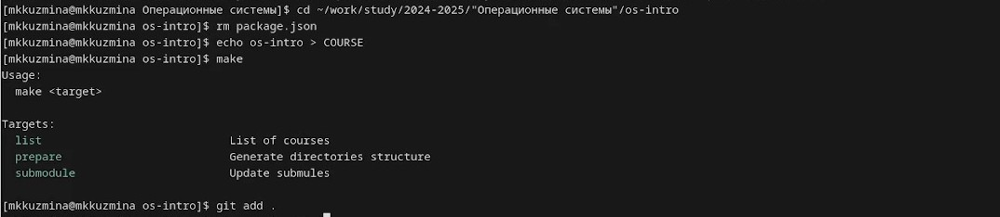 [mkkuzmina@mkkuzmina Операционные системы]$ cd ~/work/study/2024-2025/"Операционные системы"/os-intro
[mkkuzmina@mkkuzmina os-intro]$ rm package.json
[mkkuzmina@mkkuzmina os-intro]$ echo os-intro > COURSE
[mkkuzmina@mkkuzmina os-intro]$ make
Usage:
  make <target>

Targets:
  list                            List of courses
  prepare                         Generate directories structure
  submodule                       Update submules

[mkkuzmina@mkkuzmina os-intro]$ git add .